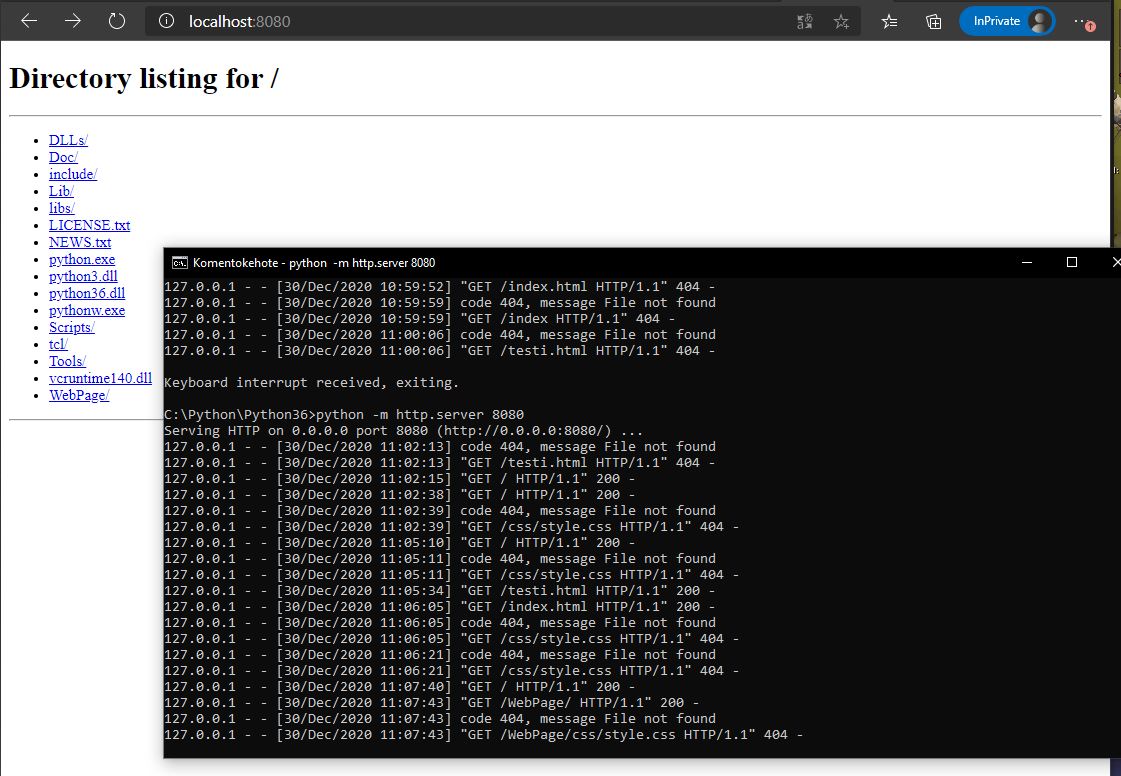 localhost:8080
InPrivate
Directory listing for /
DLLs/
Doc/
include/
Lib/
libs/
LICENSE.txt
NEWS.txt
python.exe
python3.dll
python36.dll
pythonw.exe
Scripts/
tcl/
Tools/
vcruntime140.dll
WebPage/
Komentokehote - python  -m http.server 8080
127.0.0.1 - - [30/Dec/2020 10:59:52] "GET /index.html HTTP/1.1" 404 -
127.0.0.1 - - [30/Dec/2020 10:59:59] code 404, message File not found
127.0.0.1 - - [30/Dec/2020 10:59:59] "GET /index HTTP/1.1" 404 -
127.0.0.1 - - [30/Dec/2020 11:00:06] code 404, message File not found
127.0.0.1 - - [30/Dec/2020 11:00:06] "GET /testi.html HTTP/1.1" 404 -
Keyboard interrupt received, exiting.
C:\Python\Python36>python -m http.server 8080
Serving HTTP on 0.0.0.0 port 8080 (http://0.0.0.0:8080/) ...
127.0.0.1 - - [30/Dec/2020 11:02:13] code 404, message File not found
127.0.0.1 - - [30/Dec/2020 11:02:13] "GET /testi.html HTTP/1.1" 404 -
127.0.0.1 - - [30/Dec/2020 11:02:15] "GET / HTTP/1.1" 200 -
127.0.0.1 - - [30/Dec/2020 11:02:38] "GET / HTTP/1.1" 200 -
127.0.0.1 - - [30/Dec/2020 11:02:39] code 404, message File not found
127.0.0.1 - - [30/Dec/2020 11:02:39] "GET /css/style.css HTTP/1.1" 404 -
127.0.0.1 - - [30/Dec/2020 11:05:10] "GET / HTTP/1.1" 200 -
127.0.0.1 - - [30/Dec/2020 11:05:11] code 404, message File not found
127.0.0.1 - - [30/Dec/2020 11:05:11] "GET /css/style.css HTTP/1.1" 404 -
127.0.0.1 - - [30/Dec/2020 11:05:34] "GET /testi.html HTTP/1.1" 200 -
127.0.0.1 - - [30/Dec/2020 11:06:05] "GET /index.html HTTP/1.1" 200 -
127.0.0.1 - - [30/Dec/2020 11:06:05] code 404, message File not found
127.0.0.1 - - [30/Dec/2020 11:06:05] "GET /css/style.css HTTP/1.1" 404 -
127.0.0.1 - - [30/Dec/2020 11:06:21] code 404, message File not found
127.0.0.1 - - [30/Dec/2020 11:06:21] "GET /css/style.css HTTP/1.1" 404 -
127.0.0.1 - - [30/Dec/2020 11:07:40] "GET / HTTP/1.1" 200 -
127.0.0.1 - - [30/Dec/2020 11:07:43] "GET /WebPage/ HTTP/1.1" 200 -
127.0.0.1 - - [30/Dec/2020 11:07:43] code 404, message File not found
127.0.0.1 - - [30/Dec/2020 11:07:43] "GET /WebPage/css/style.css HTTP/1.1" 404 -